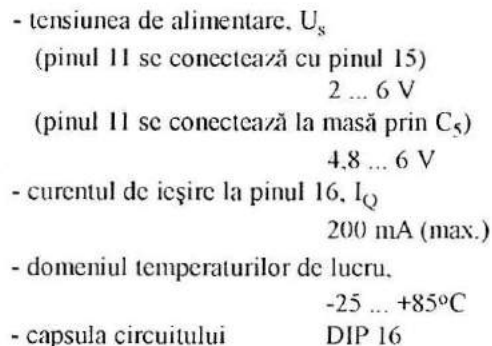 - tensiunea de alimentare, Us
(pinul 11 se conectează cu pinul 15)
2 ... 6 V
(pinul 11 se conectează la masă prin C5)
4,8 ... 6 V
- curentul de ieşire la pinul 16, IQ
200 mA (max.)
- domeniul temperaturilor de lucru,
-25 ... +85°C
- capsula circuitului DIP 16